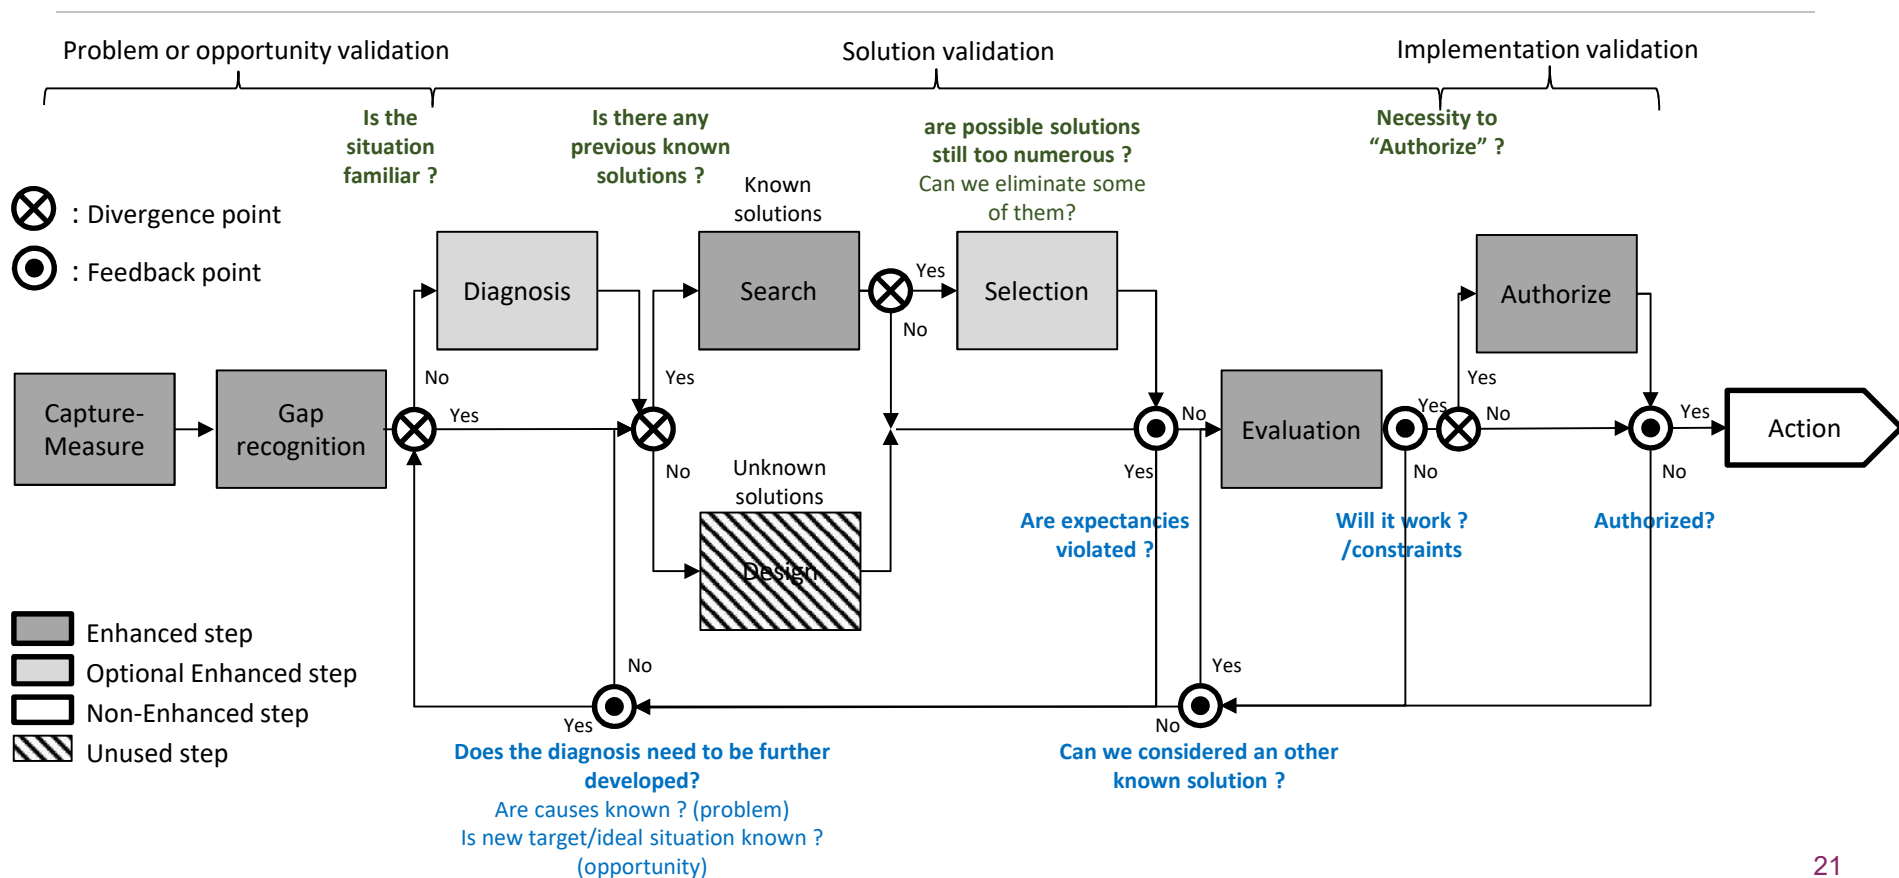 Problem or opportunity validation
Solution validation
Implementation validation
Is the
situation
familiar ?
Is there any
previous known
solutions ?
are possible solutions
still too numerous ?
Can we eliminate some
of them?
Necessity to
“Authorize” ?
: Divergence point
: Feedback point
Known
solutions
Diagnosis
Search
Yes
No
Selection
Authorize
No
Yes
Yes
No
Capture-
Measure
Gap
recognition
Unknown
solutions
Design
No
Yes
Evaluation
Yes
No
Yes
No
Yes
No
Action
Are expectancies
violated ?
Will it work ?
/constraints
Authorized?
Enhanced step
Optional Enhanced step
Non-Enhanced step
Unused step
No
Yes
Yes
No
Does the diagnosis need to be further
developed?
Are causes known ? (problem)
Is new target/ideal situation known ?
(opportunity)
Can we considered an other
known solution ?
21